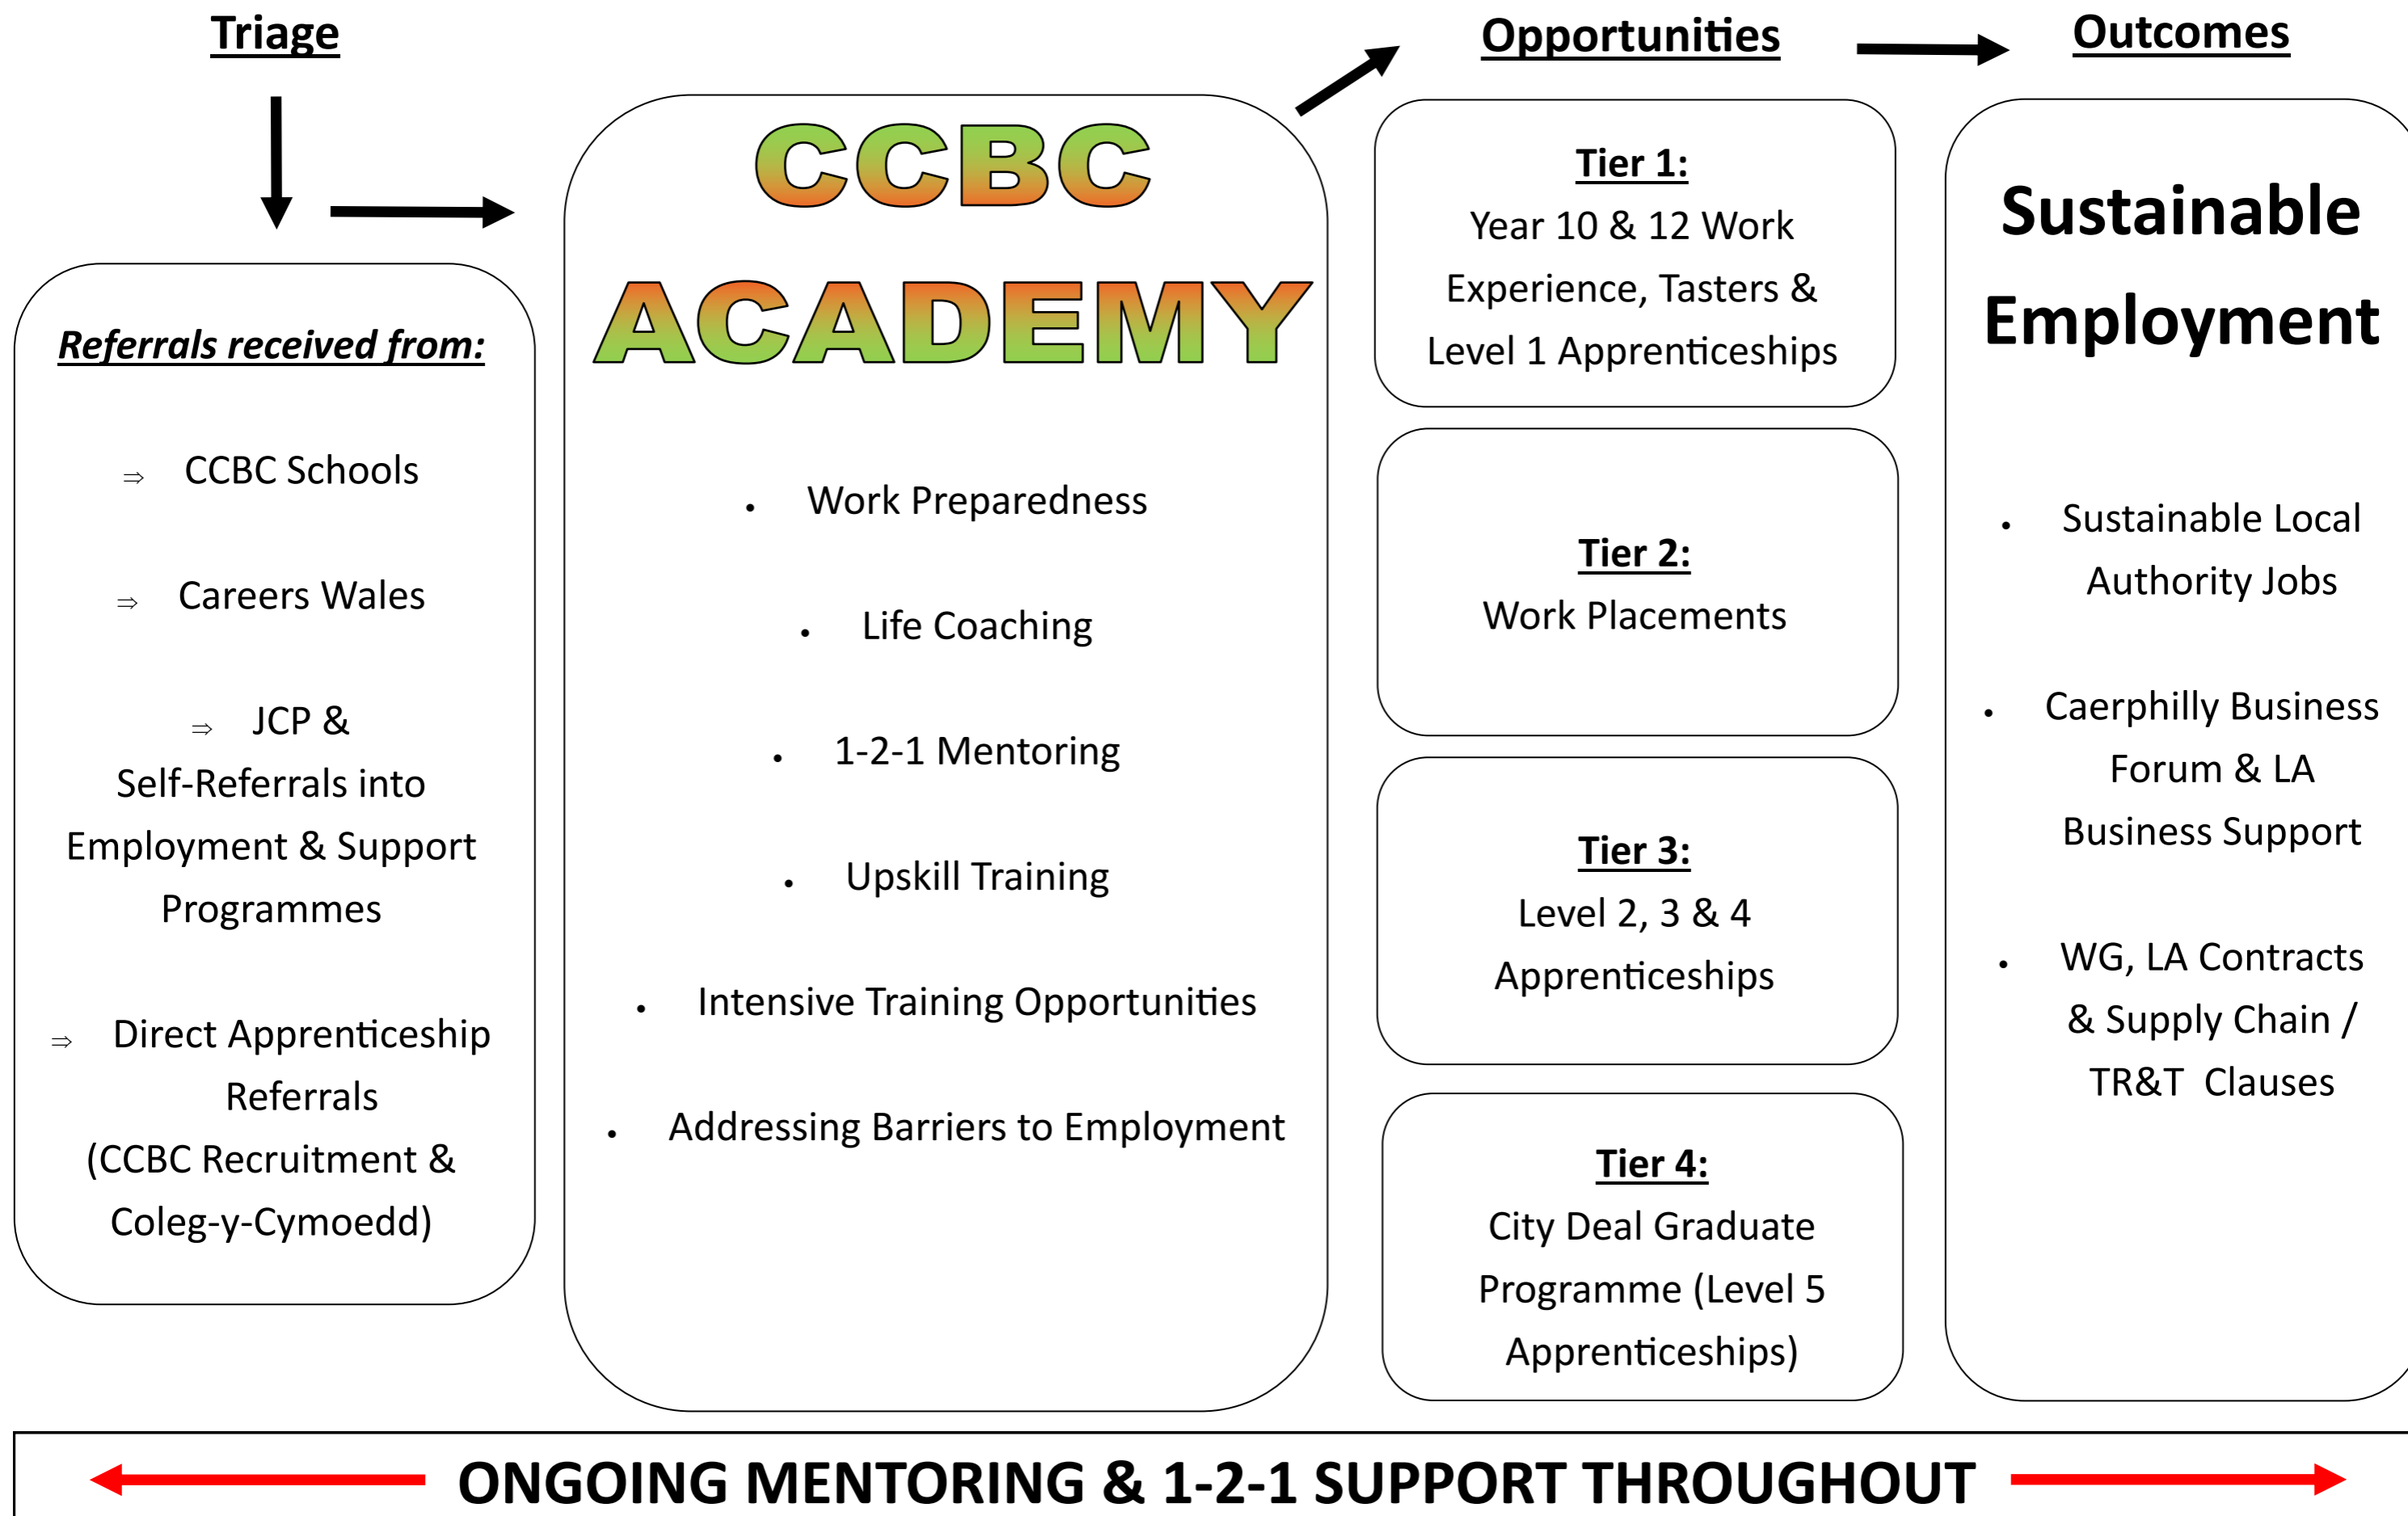 Triage
Referrals received from:
⇒ CCBC Schools
⇒ Careers Wales
⇒ JCP &
Self-Referrals into
Employment & Support
Programmes
⇒ Direct Apprenticeship
Referrals
(CCBC Recruitment &
Coleg-y-Cymoedd)
CCBC
ACADEMY
• Work Preparedness
• Life Coaching
• 1-2-1 Mentoring
• Upskill Training
• Intensive Training Opportunities
• Addressing Barriers to Employment
Opportunities
Tier 1:
Year 10 & 12 Work
Experience, Tasters &
Level 1 Apprenticeships
Tier 2:
Work Placements
Tier 3:
Level 2, 3 & 4
Apprenticeships
Tier 4:
City Deal Graduate
Programme (Level 5
Apprenticeships)
Outcomes
Sustainable
Employment
• Sustainable Local
Authority Jobs
• Caerphilly Business
Forum & LA
Business Support
• WG, LA Contracts
& Supply Chain /
TR&T Clauses
ONGOING MENTORING & 1-2-1 SUPPORT THROUGHOUT